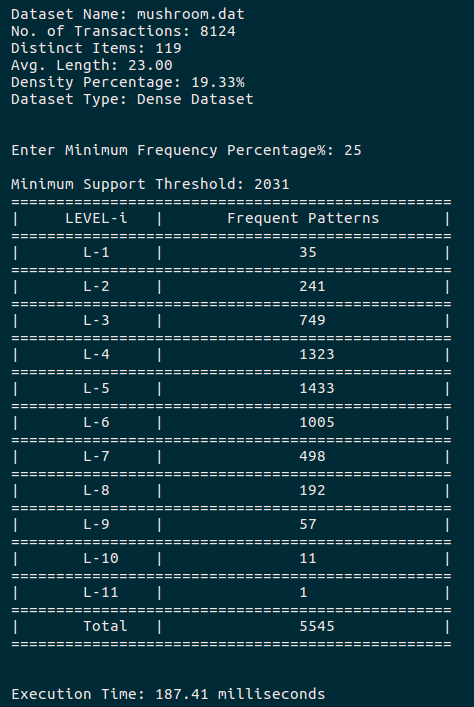 Dataset Name: mushroom.dat
No. of Transactions: 8124
Distinct Items: 119
Avg. Length: 23.00
Density Percentage: 19.33%
Dataset Type: Dense Dataset
Enter Minimum Frequency Percentage%: 25
Minimum Support Threshold: 2031
=================================================
| LEVEL-i | Frequent Patterns |
=================================================
| L-1 | 35 |
=================================================
| L-2 | 241 |
=================================================
| L-3 | 749 |
=================================================
| L-4 | 1323 |
=================================================
| L-5 | 1433 |
=================================================
| L-6 | 1005 |
=================================================
| L-7 | 498 |
=================================================
| L-8 | 192 |
=================================================
| L-9 | 57 |
=================================================
| L-10 | 11 |
=================================================
| L-11 | 1 |
=================================================
| Total | 5545 |
=================================================
Execution Time: 187.41 milliseconds